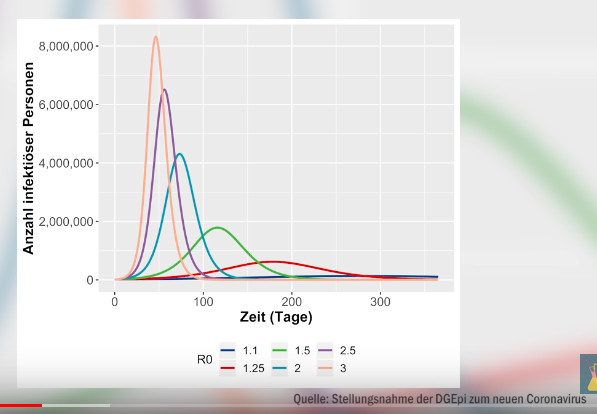 Anzahl infektiöser Personen
8,000,000
6,000,000
4,000,000
2,000,000
0
0 100 200 300
Zeit (Tage)
R0
1.1 1.5 2.5
1.25 2 3
Quelle: Stellungsnahme der DGEpi zum neuen Coronavirus